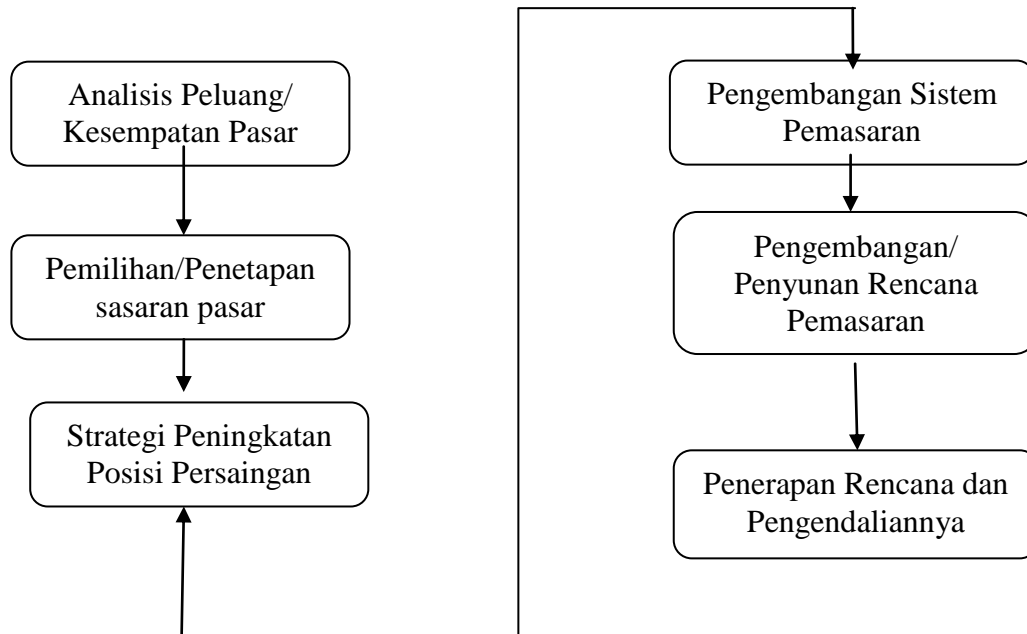 Analisis Peluang/
Kesempatan Pasar
Pemilihan/Penetapan
sasaran pasar
Strategi Peningkatan
Posisi Persaingan
Pengembangan Sistem
Pemasaran
Pengembangan/
Penyunan Rencana
Pemasaran
Penerapan Rencana dan
Pengendaliannya